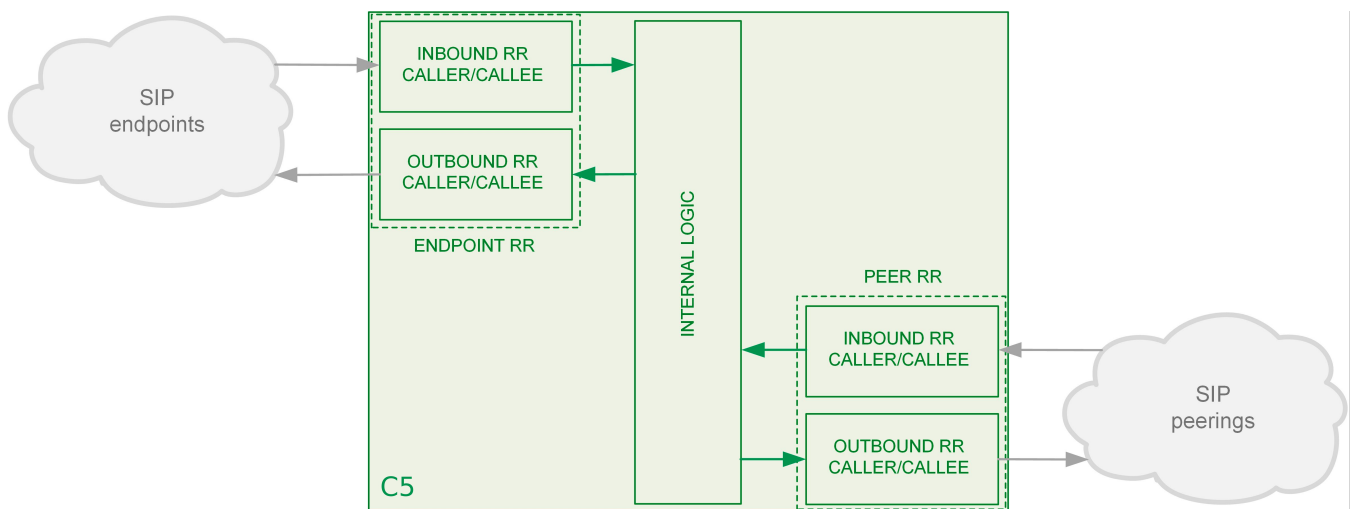 SIP
endpoints
INBOUND RR
CALLER/CALLEE
OUTBOUND RR
CALLER/CALLEE
ENDPOINT RR
INTERNAL LOGIC
PEER RR
INBOUND RR
CALLER/CALLEE
OUTBOUND RR
CALLER/CALLEE
SIP
peerings
C5